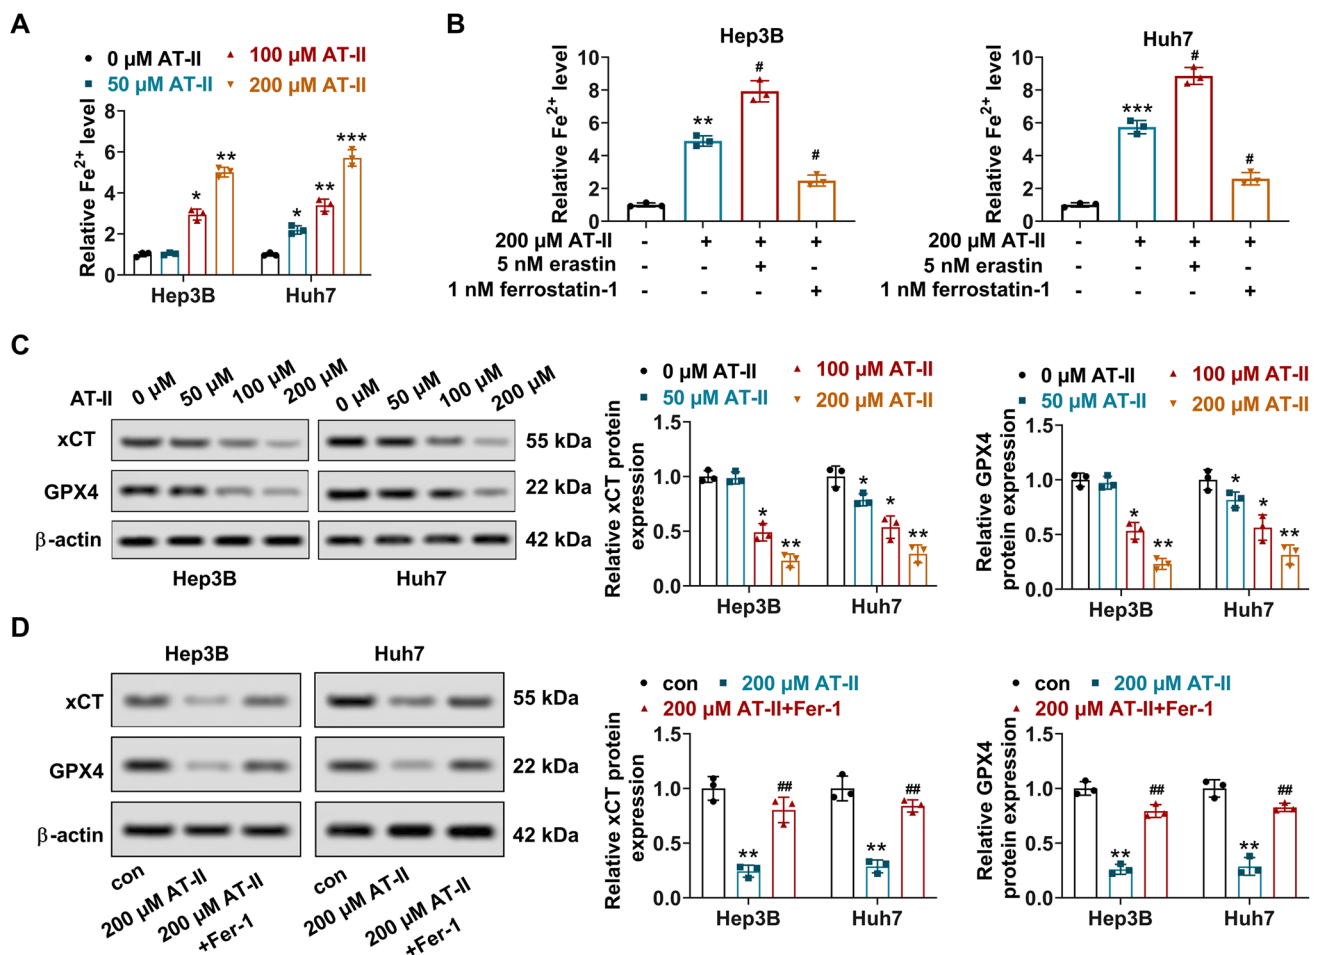 A
0 μM AT-II
100 μM AT-II
50 μM AT-II
200 μM AT-II
Relative Fe2+ level
8
6
4
2
0
*
**
*
**
***
Hep3B
Huh7
B
Hep3B
Relative Fe2+ level
10
8
6
4
2
0
**
#
#
200 μM AT-II - + + +
5 nM erastin - - + -
1 nM ferrostatin-1 - - - +
Huh7
Relative Fe2+ level
10
8
6
4
2
0
***
#
#
200 μM AT-II - + + +
5 nM erastin - - + -
1 nM ferrostatin-1 - - - +
C
AT-II 0 μM 50 μM 100 μM 200 μM 0 μM 50 μM 100 μM 200 μM
xCT 55 kDa
GPX4 22 kDa
β-actin 42 kDa
Hep3B Huh7
0 μM AT-II
100 μM AT-II
50 μM AT-II
200 μM AT-II
Relative xCT protein
expression
1.5
1.0
0.5
0.0
*
**
*
*
**
Hep3B
Huh7
0 μM AT-II
100 μM AT-II
50 μM AT-II
200 μM AT-II
Relative GPX4
protein expression
1.5
1.0
0.5
0.0
*
**
*
*
**
Hep3B
Huh7
D
Hep3B Huh7
xCT 55 kDa
GPX4 22 kDa
β-actin 42 kDa
con
200 μM AT-II
200 μM AT-II
+Fer-1
con
200 μM AT-II
200 μM AT-II
+Fer-1
con 200 μM AT-II
200 μM AT-II+Fer-1
Relative xCT protein
expression
1.5
1.0
0.5
0.0
**
##
**
##
Hep3B
Huh7
con 200 μM AT-II
200 μM AT-II+Fer-1
Relative GPX4
protein expression
1.5
1.0
0.5
0.0
**
##
**
##
Hep3B
Huh7